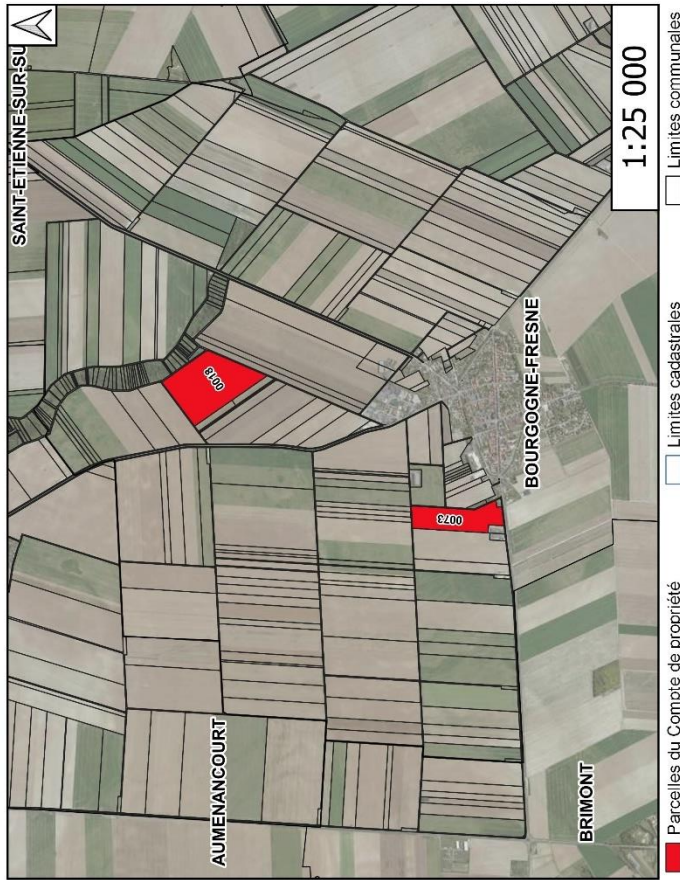 SAINT-ETIENNE-SUR-SU
0018
AUMENANCOURT
0073
BOURGOGNE-FRESNE
BRIMONT
1:25 000
Parcelles du Compte de propriété
Limites cadastrales
Limites communales